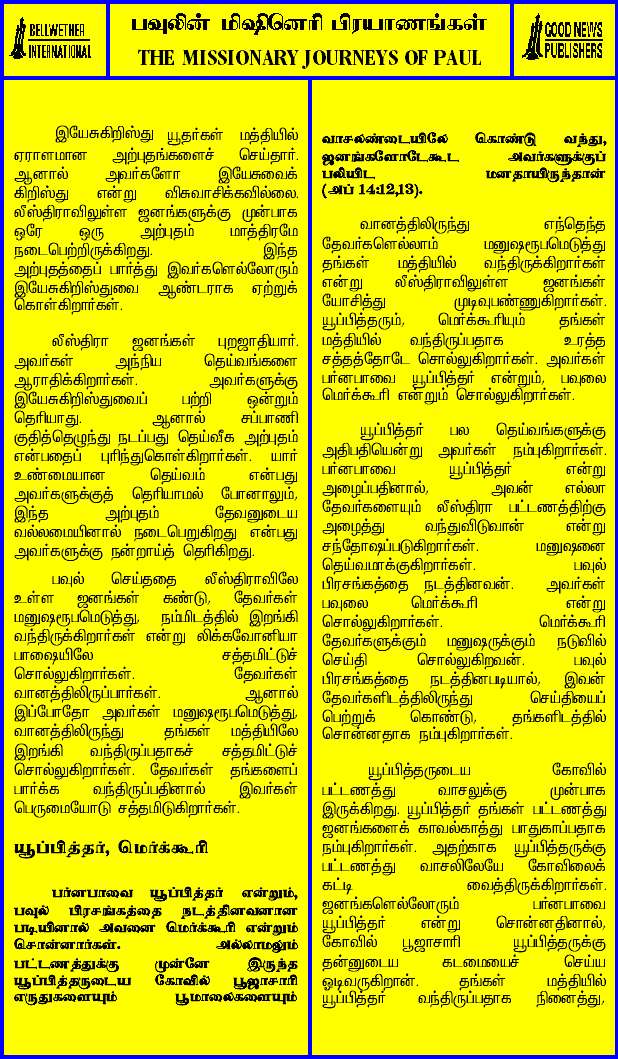 BELLWETHER
INTERNATIONAL
பவுலின் மிஷினெரி பிரயாணங்கள்
THE MISSIONARY JOURNEYS OF PAUL
GOOD NEWS
PUBLISHERS
இயேசுகிறிஸ்து யூதர்கள் மத்தியில்
ஏராளமான அற்புதங்களைச் செய்தார்.
ஆனால் அவர்களோ இயேசுவைக்
கிறிஸ்து என்று விசுவாசிக்கவில்லை.
லீஸ்திராவிலுள்ள ஜனங்களுக்கு முன்பாக
ஒரே ஒரு அற்புதம் மாத்திரமே
நடைபெற்றிருக்கிறது. இந்த
அற்புதத்தைப் பார்த்து இவர்களெல்லோரும்
இயேசுகிறிஸ்துவை ஆண்டராக ஏற்றுக்
கொள்கிறார்கள்.
லீஸ்திரா ஜனங்கள் புறஜாதியார்.
அவர்கள் அந்நிய தெய்வங்களை
ஆராதிக்கிறார்கள். அவர்களுக்கு
இயேசுகிறிஸ்துவைப் பற்றி ஒன்றும்
தெரியாது. ஆனால் சப்பாணி
குதித்தெழுந்து நடப்பது தெய்வீக அற்புதம்
என்பதைப் புரிந்துகொள்கிறார்கள். யார்
உண்மையான தெய்வம் என்பது
அவர்களுக்குத் தெரியாமல் போனாலும்,
இந்த அற்புதம் தேவனுடைய
வல்லமையினால் நடைபெறுகிறது என்பது
அவர்களுக்கு நன்றாய்த் தெரிகிறது.
பவுல் செய்ததை லீஸ்திராவிலே
உள்ள ஜனங்கள் கண்டு, தேவர்கள்
மனுஷரூபமெடுத்து, நம்மிடத்தில் இறங்கி
வந்திருக்கிறார்கள் என்று லிக்கவோனியா
பாஷையிலே சத்தமிட்டுச்
சொல்லுகிறார்கள். தேவர்கள்
வானத்திலிருப்பார்கள். ஆனால்
இப்போதோ அவர்கள் மனுஷரூபமெடுத்து,
வானத்திலிருந்து தங்கள் மத்தியிலே
இறங்கி வந்திருப்பதாகச் சத்தமிட்டுச்
சொல்லுகிறார்கள். தேவர்கள் தங்களைப்
பார்க்க வந்திருப்பதினால் இவர்கள்
பெருமையோடு சத்தமிடுகிறார்கள்.
யூப்பித்தர், மெர்க்கூரி
பர்னபாவை யூப்பித்தர் என்றும்,
பவுல் பிரசங்கத்தை நடத்தினவனான
படியினால் அவனை மெர்க்கூரி என்றும்
சொன்னார்கள். அல்லாமலும்
பட்டணத்துக்கு முன்னே இருந்த
யூப்பித்தருடைய கோவில் பூஜாசாரி
எருதுகளையும் பூமாலைகளையும்
வாசலண்டையிலே கொண்டு வந்து,
ஜனங்களோடேகூட அவர்களுக்குப்
பலியிட மனதாயிருந்தான்
(அப் 14:12,13).
வானத்திலிருந்து எந்தெந்த
தேவர்களெல்லாம் மனுஷரூபமெடுத்து
தங்கள் மத்தியில் வந்திருக்கிறார்கள்
என்று லீஸ்திராவிலுள்ள ஜனங்கள்
யோசித்து முடிவுபண்ணுகிறார்கள்.
யூப்பித்தரும், மெர்க்கூரியும் தங்கள்
மத்தியில் வந்திருப்பதாக உரத்த
சத்தத்தோடே சொல்லுகிறார்கள். அவர்கள்
பர்னபாவை யூப்பித்தர் என்றும், பவுலை
மெர்க்கூரி என்றும் சொல்லுகிறார்கள்.
யூப்பித்தர் பல தெய்வங்களுக்கு
அதிபதியென்று அவர்கள் நம்புகிறார்கள்.
பர்னபாவை யூப்பித்தர் என்று
அழைப்பதினால், அவன் எல்லா
தேவர்களையும் லீஸ்திரா பட்டணத்திற்கு
அழைத்து வந்துவிடுவான் என்று
சந்தோஷப்படுகிறார்கள். மனுஷனை
தெய்வமாக்குகிறார்கள். பவுல்
பிரசங்கத்தை நடத்தினவன். அவர்கள்
பவுலை மெர்க்கூரி என்று
சொல்லுகிறார்கள். மெர்க்கூரி
தேவர்களுக்கும் மனுஷருக்கும் நடுவில்
செய்தி சொல்லுகிறவன். பவுல்
பிரசங்கத்தை நடத்தினபடியால், இவன்
தேவர்களிடத்திலிருந்து செய்தியைப்
பெற்றுக் கொண்டு, தங்களிடத்தில்
சொன்னதாக நம்புகிறார்கள்.
யூப்பித்தருடைய கோவில்
பட்டணத்து வாசலுக்கு முன்பாக
இருக்கிறது. யூப்பித்தர் தங்கள் பட்டணத்து
ஜனங்களைக் காவல்காத்து பாதுகாப்பதாக
நம்புகிறார்கள். அதற்காக யூப்பித்தருக்கு
பட்டணத்து வாசலிலேயே கோவிலைக்
கட்டி வைத்திருக்கிறார்கள்.
ஜனங்களெல்லோரும் பர்னபாவை
யூப்பித்தர் என்று சொன்னதினால்,
கோவில் பூஜாசாரி யூப்பித்தருக்கு
தன்னுடைய கடமையைச் செய்ய
ஓடிவருகிறான். தங்கள் மத்தியில்
யூப்பித்தர் வந்திருப்பதாக நினைத்து,